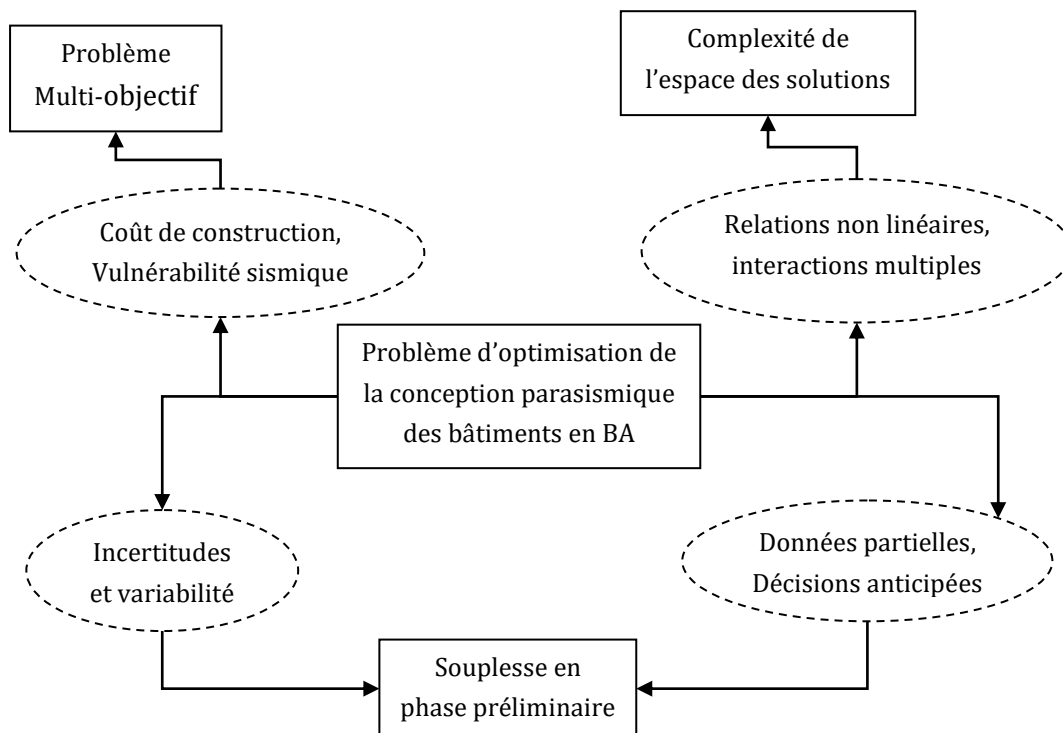 Problème
Multi-objectif
Complexité de
l’espace des solutions
Coût de construction,
Vulnérabilité sismique
Relations non linéaires,
interactions multiples
Problème d’optimisation de
la conception parasismique
des bâtiments en BA
Incertitudes
et variabilité
Données partielles,
Décisions anticipées
Souplesse en
phase préliminaire